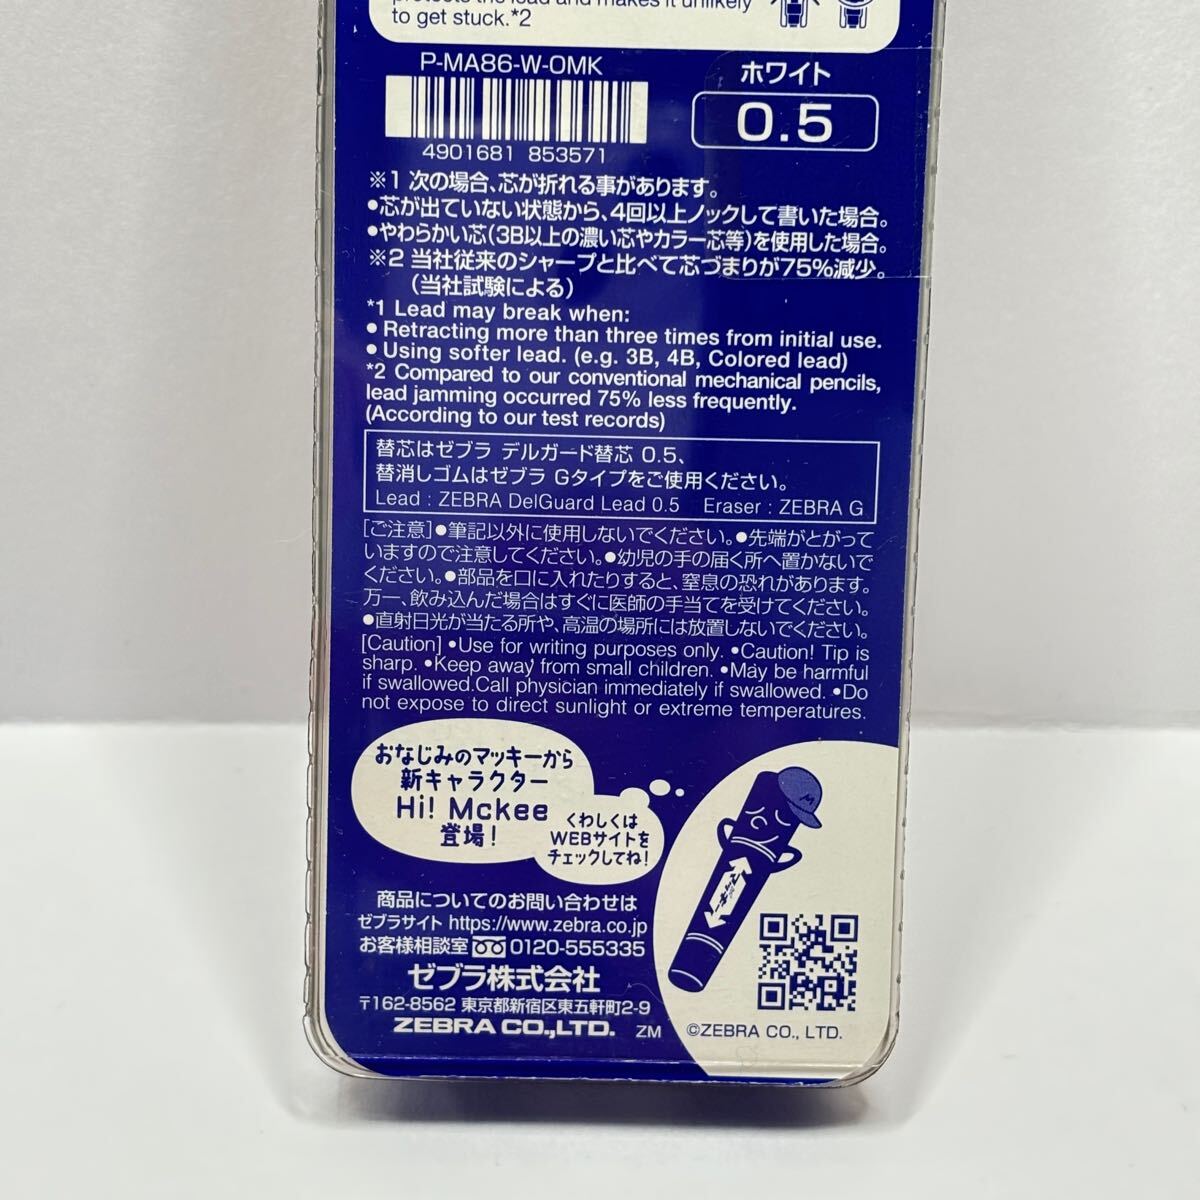 protects the lead and makes it unlikely
to get stuck.*2
P-MA86-W-OMK
ホワイト
0.5
4901681 853571
※1 次の場合、芯が折れる事があります。
●芯が出ていない状態から、4回以上ノックして書いた場合。
●やわらかい芯(3B以上の濃い芯やカラー芯等)を使用した場合。
※2 当社従来のシャープと比べて芯づまりが75%減少。
(当社試験による)
*1 Lead may break when:
● Retracting more than three times from initial use.
● Using softer lead. (e.g. 3B, 4B, Colored lead)
*2 Compared to our conventional mechanical pencils,
lead jamming occurred 75% less frequently.
(According to our test records)
替芯はゼブラ デルガード替芯 0.5、
替消しゴムはゼブラ Gタイプをご使用ください。
Lead : ZEBRA DelGuard Lead 0.5 Eraser : ZEBRA G
[ご注意]●筆記以外に使用しないでください。●先端がとがって
いますので注意してください。●幼児の手の届く所へ置かないで
ください。●部品を口に入れたりすると、窒息の恐れがあります。
万一、飲み込んだ場合はすぐに医師の手当てを受けてください。
●直射日光が当たる所や、高温の場所には放置しないでください。
[Caution] •Use for writing purposes only. •Caution! Tip is
sharp. •Keep away from small children. •May be harmful
if swallowed.Call physician immediately if swallowed. •Do
not expose to direct sunlight or extreme temperatures.
おなじみのマッキーから
新キャラクター
Hi! Mckee
登場!
くわしくは
WEBサイトを
チェックしてね!
M
マッキー
商品についてのお問い合わせは
ゼブラサイト https://www.zebra.co.jp
お客様相談室 0120-555335
ゼブラ株式会社
〒162-8562 東京都新宿区東五軒町2-9
ZEBRA CO.,LTD. ZM
©ZEBRA CO., LTD.